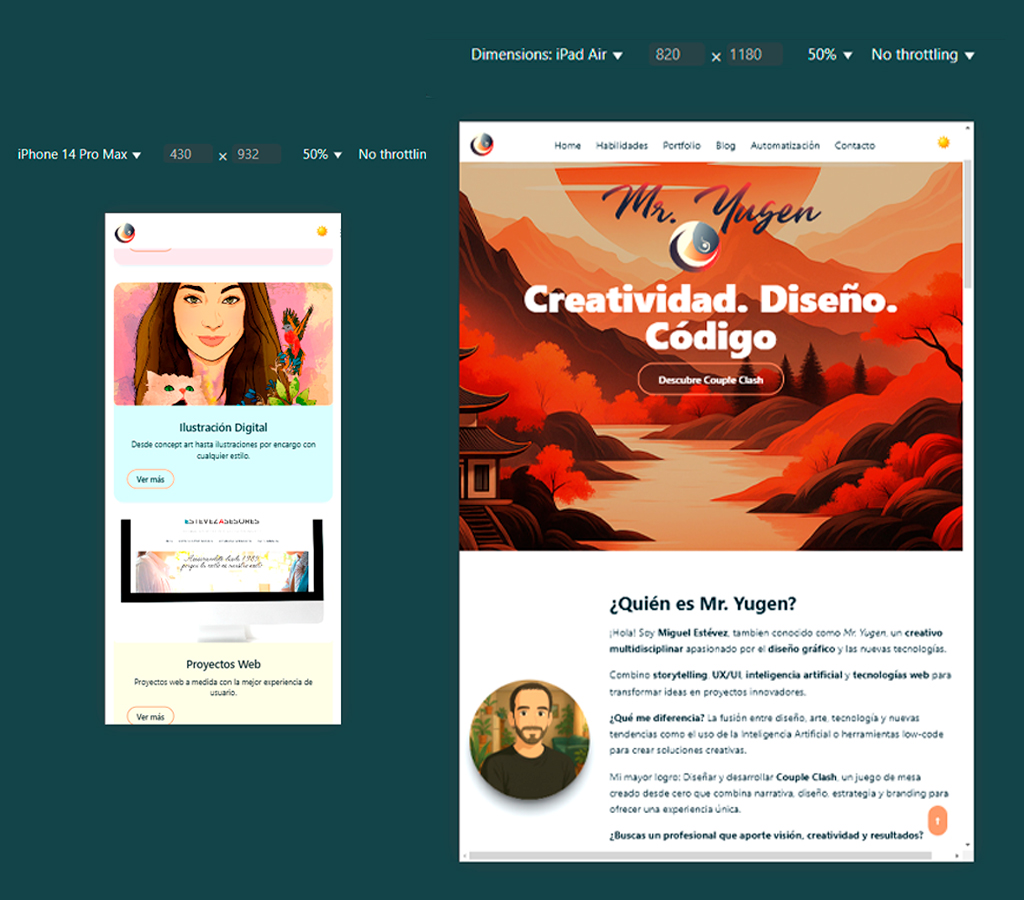 Dimensions: iPad Air 820 × 1180 50% No throttling
iPhone 14 Pro Max 430 × 932 50% No throttlin
Ilustración Digital
Desde concept art hasta ilustraciones por encargo con
cualquier estilo.
Ver más
ESTEVEZASESORES
Asesorandote desde 1989
porque la vuestra es nuestra
Proyectos Web
Proyectos web a medida con la mejor experiencia de
usuario.
Ver más
Home Habilidades Portfolio Blog Automatización Contacto
Mr. Yugen
Creatividad. Diseño.
Código
Descubre Couple Clash
¿Quién es Mr. Yugen?
¡Hola! Soy Miguel Estévez, tambien conocido como Mr. Yugen, un creativo
multidisciplinar apasionado por el diseño gráfico y las nuevas tecnologías.
Combino storytelling, UX/UI, inteligencia artificial y tecnologías web para
transformar ideas en proyectos innovadores.
¿Qué me diferencia? La fusión entre diseño, arte, tecnología y nuevas
tendencias como el uso de la Inteligencia Artificial o herramientas low-code
para crear soluciones creativas.
Mi mayor logro: Diseñar y desarrollar Couple Clash, un juego de mesa
creado desde cero que combina narrativa, diseño, estrategia y branding para
ofrecer una experiencia única.
¿Buscas un profesional que aporte visión, creatividad y resultados?